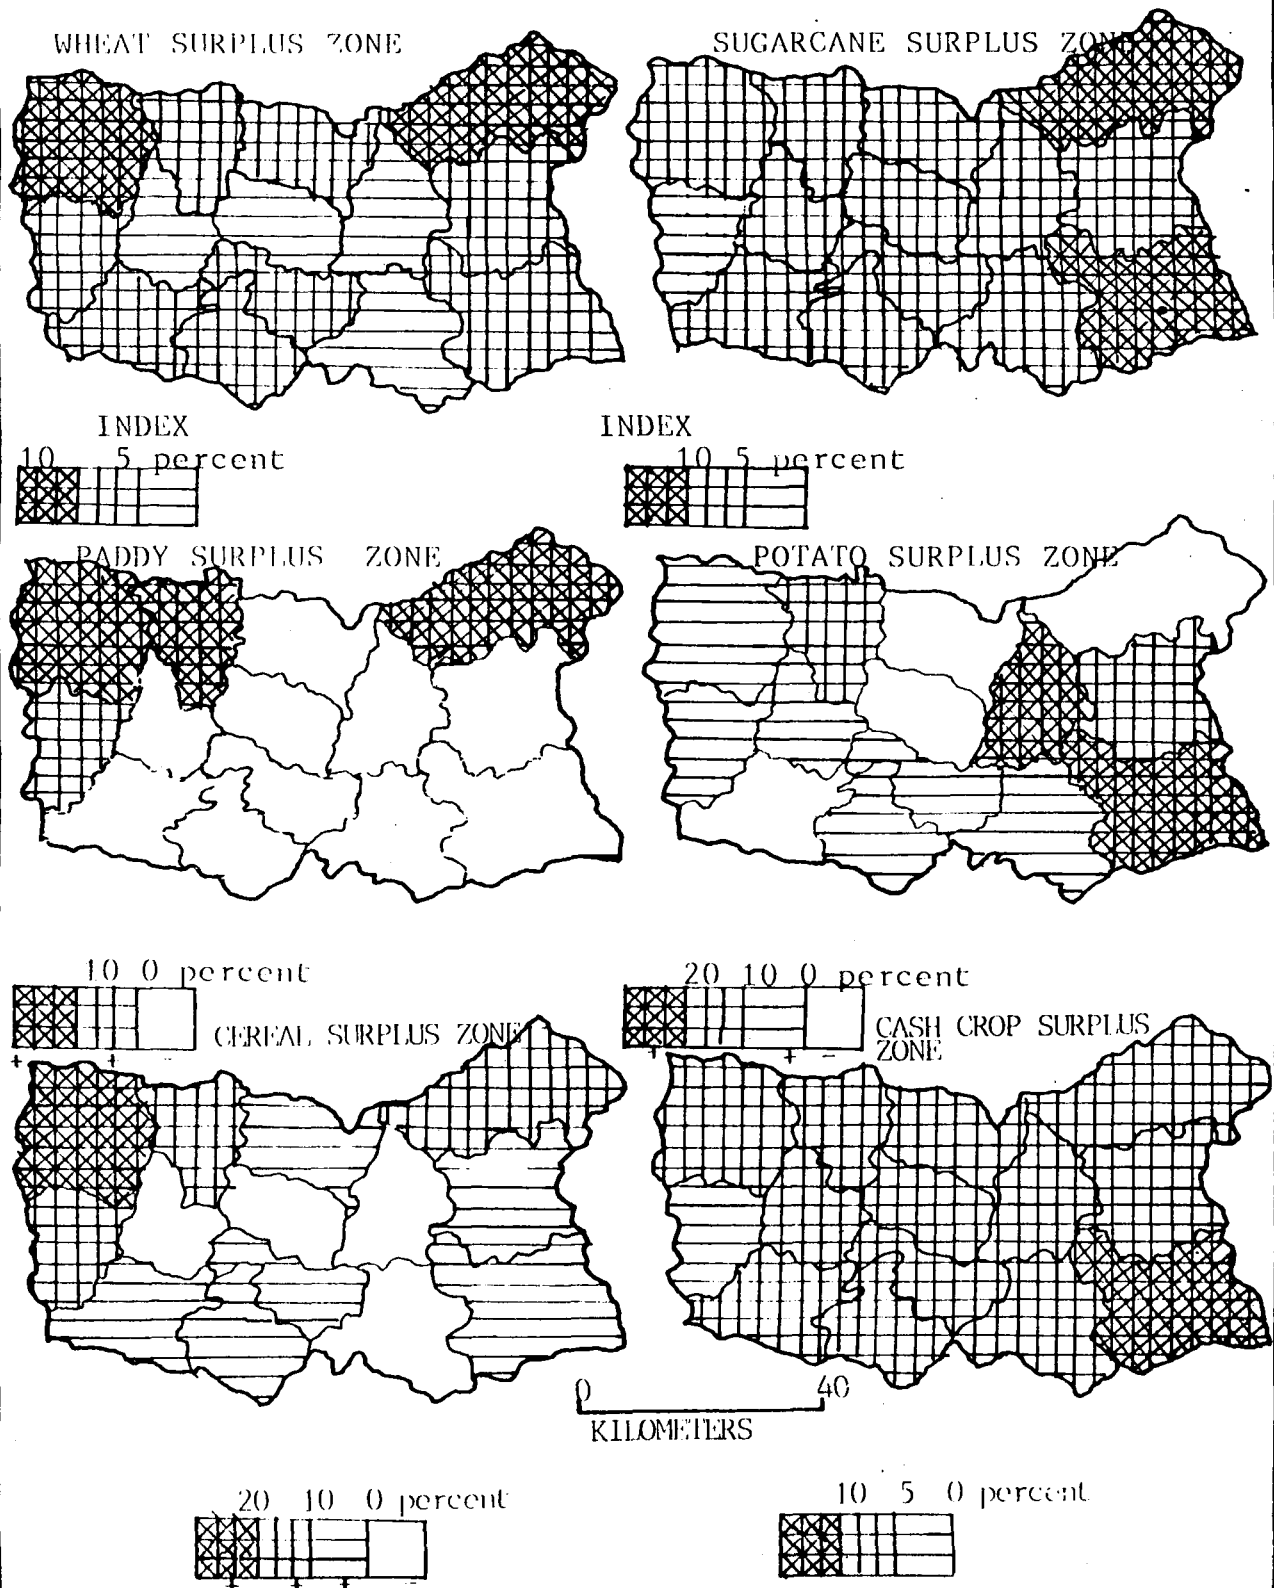 WHEAT SURPLUS ZONE
SUGARCANE SURPLUS ZONE
INDEX
10 5 percent
INDEX
10 5 percent
PADDY SURPLUS ZONE
POTATO SURPLUS ZONE
10 0 percent
+ + -
20 10 0 percent
+ + -
CEREAL SURPLUS ZONE
CASH CROP SURPLUS
ZONE
0 40
KILOMETERS
20 10 0 percent
+ + + -
10 5 0 percent